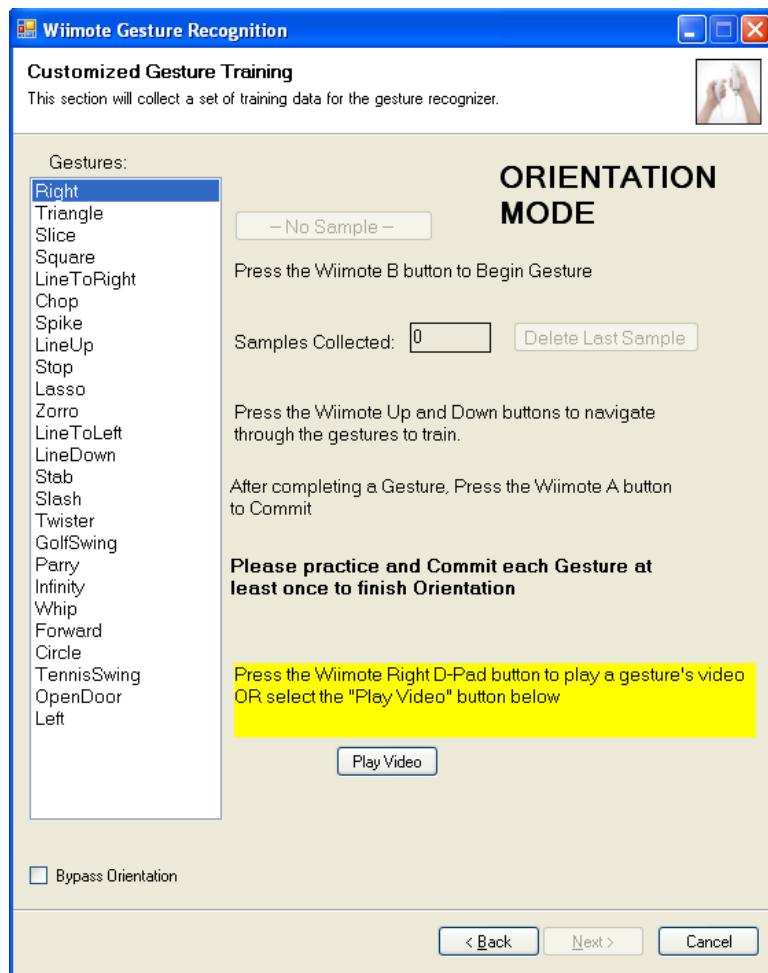 Wiimote Gesture Recognition
Customized Gesture Training
This section will collect a set of training data for the gesture recognizer.
Gestures:
Right
Triangle
Slice
Square
LineToRight
Chop
Spike
LineUp
Stop
Lasso
Zorro
LineToLeft
LineDown
Stab
Slash
Twister
GolfSwing
Parry
Infinity
Whip
Forward
Circle
TennisSwing
OpenDoor
Left
ORIENTATION
MODE
– No Sample –
Press the Wiimote B button to Begin Gesture
Samples Collected: 0 Delete Last Sample
Press the Wiimote Up and Down buttons to navigate
through the gestures to train.
After completing a Gesture, Press the Wiimote A button
to Commit
Please practice and Commit each Gesture at
least once to finish Orientation
Press the Wiimote Right D-Pad button to play a gesture's video
OR select the "Play Video" button below
Play Video
Bypass Orientation
< Back Next > Cancel